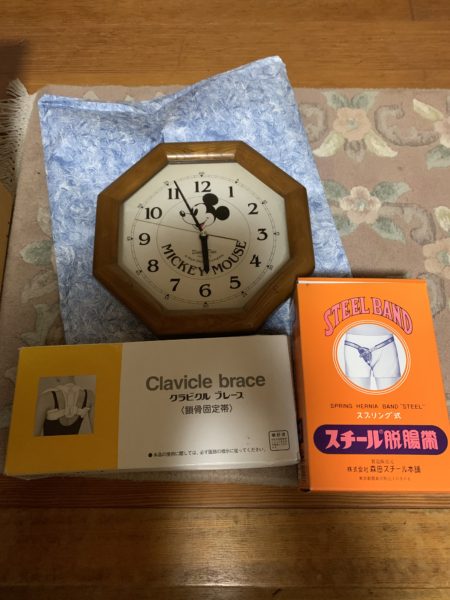 12
1
2
3
4
5
6
7
8
9
10
11
MICKEY MOUSE
Clavicle brace
クラビクル ブレース
〈鎖骨固定帯〉
STEEL BAND
SPRING HERNIA BAND "STEEL"
スプリング式
スチール脱腸帯
株式会社 森田スチール本舗